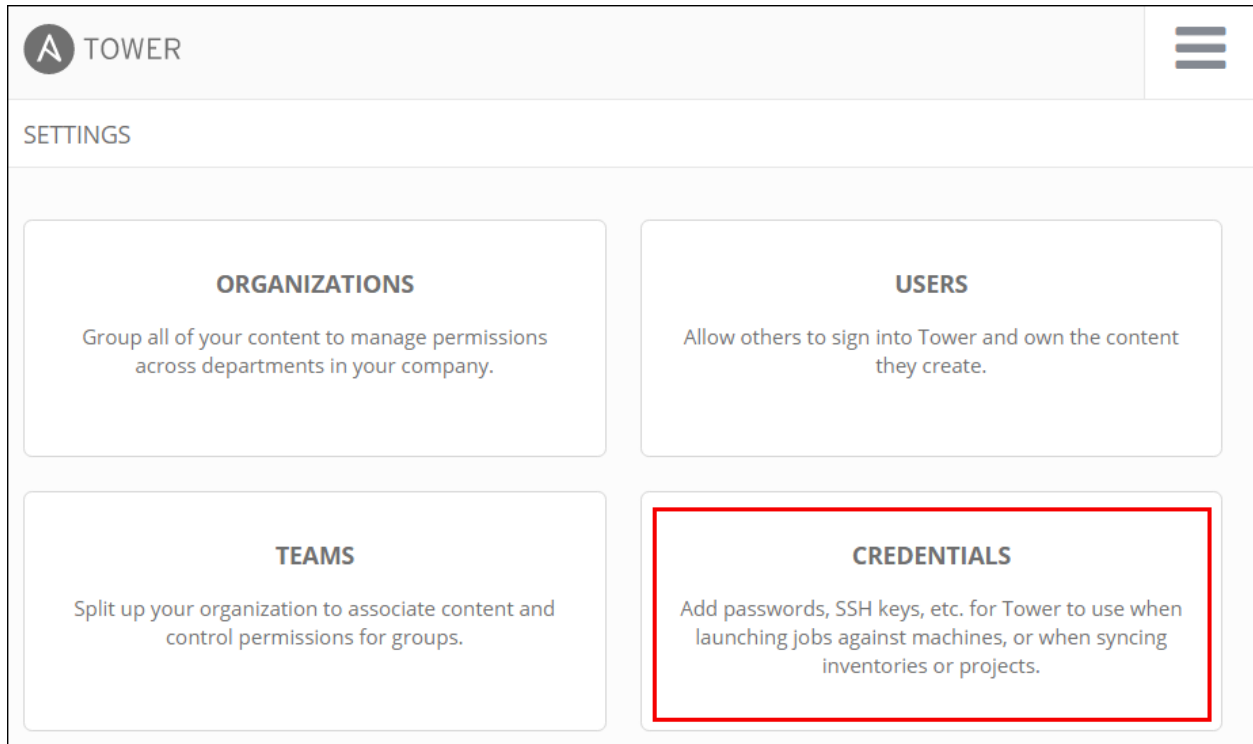 TOWER
SETTINGS
ORGANIZATIONS
Group all of your content to manage permissions
across departments in your company.
USERS
Allow others to sign into Tower and own the content
they create.
TEAMS
Split up your organization to associate content and
control permissions for groups.
CREDENTIALS
Add passwords, SSH keys, etc. for Tower to use when
launching jobs against machines, or when syncing
inventories or projects.